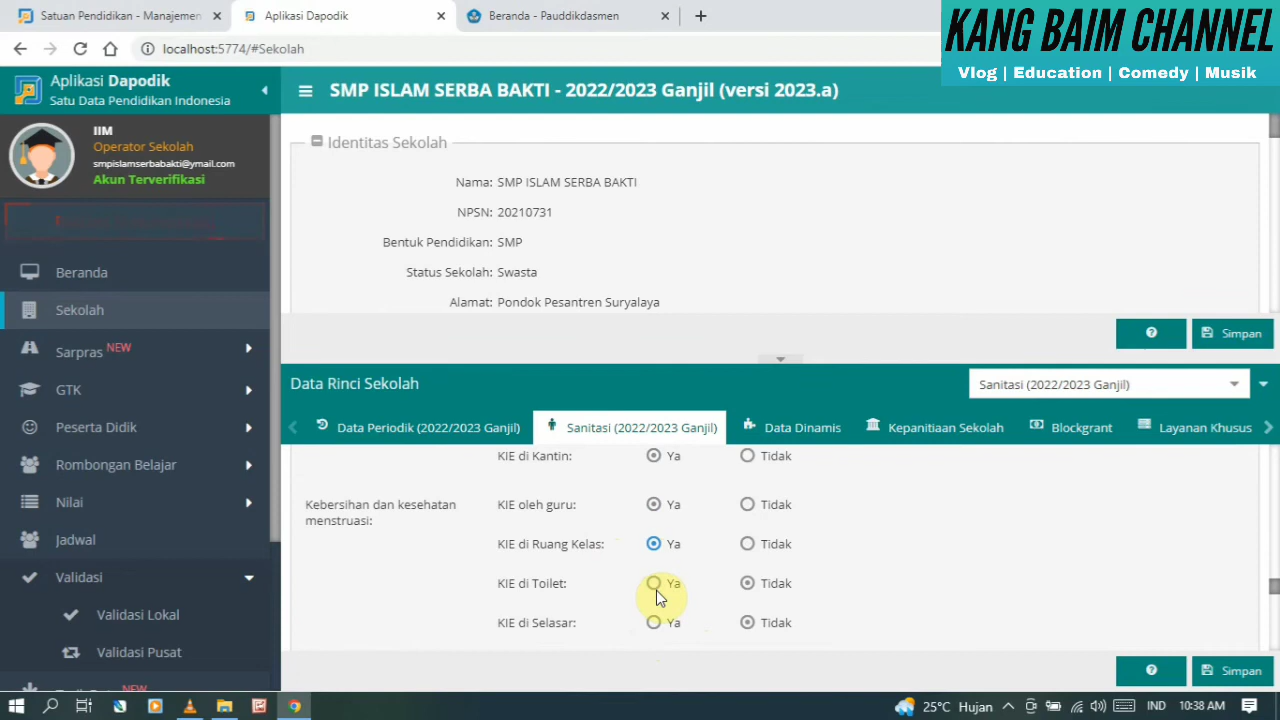 Satuan Pendidikan - Manajemen
Aplikasi Dapodik
Beranda - Pauddikdasmen
localhost:5774/#Sekolah
KANG BAIM CHANNEL
Vlog | Education | Comedy | Musik
Aplikasi Dapodik
Satu Data Pendidikan Indonesia
SMP ISLAM SERBA BAKTI - 2022/2023 Ganjil (versi 2023.a)
IIM
Operator Sekolah
smpislamserbabakti@ymail.com
Akun Terverifikasi
Beranda
Sekolah
Sarpras NEW
GTK
Peserta Didik
Rombongan Belajar
Nilai
Jadwal
Validasi
Validasi Lokal
Validasi Pusat
NEW
Identitas Sekolah
Nama: SMP ISLAM SERBA BAKTI
NPSN: 20210731
Bentuk Pendidikan: SMP
Status Sekolah: Swasta
Alamat: Pondok Pesantren Suryalaya
Simpan
Data Rinci Sekolah
Sanitasi (2022/2023 Ganjil)
Data Periodik (2022/2023 Ganjil)
Sanitasi (2022/2023 Ganjil)
Data Dinamis
Kepanitiaan Sekolah
Blockgrant
Layanan Khusus
KIE di Kantin: Ya Tidak
Kebersihan dan kesehatan
menstruasi:
KIE oleh guru: Ya Tidak
KIE di Ruang Kelas: Ya Tidak
KIE di Toilet: Ya Tidak
KIE di Selasar: Ya Tidak
Simpan
25°C Hujan
IND
10:38 AM